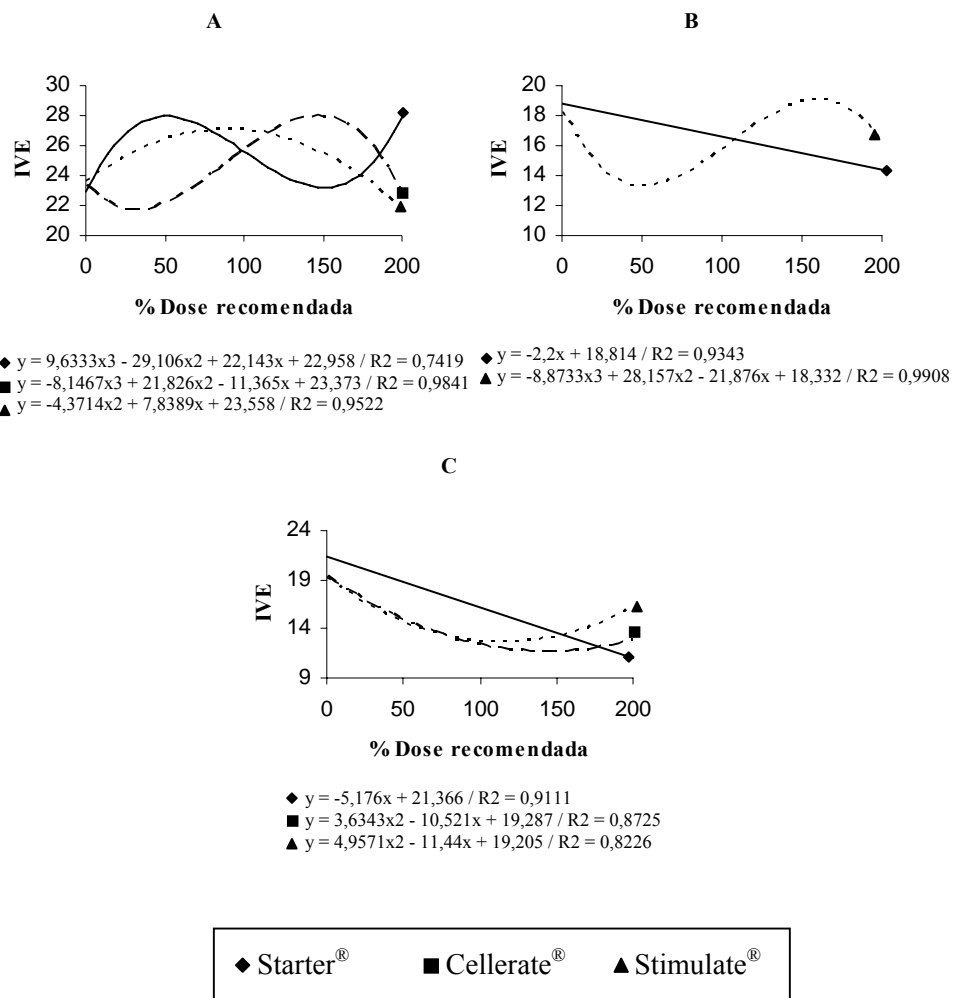 A
B
30
28
26
24
22
20
IVE
0 50 100 150 200
% Dose recomendada
20
18
16
14
12
10
IVE
0 50 100 150 200
% Dose recomendada
◆ y = 9,6333x3 - 29,106x2 + 22,143x + 22,958 / R2 = 0,7419
■ y = -8,1467x3 + 21,826x2 - 11,365x + 23,373 / R2 = 0,9841
▲ y = -4,3714x2 + 7,8389x + 23,558 / R2 = 0,9522
◆ y = -2,2x + 18,814 / R2 = 0,9343
▲ y = -8,8733x3 + 28,157x2 - 21,876x + 18,332 / R2 = 0,9908
C
24
19
14
9
IVE
0 50 100 150 200
% Dose recomendada
◆ y = -5,176x + 21,366 / R2 = 0,9111
■ y = 3,6343x2 - 10,521x + 19,287 / R2 = 0,8725
▲ y = 4,9571x2 - 11,44x + 19,205 / R2 = 0,8226
◆ Starter® ■ Cellerate® ▲ Stimulate®